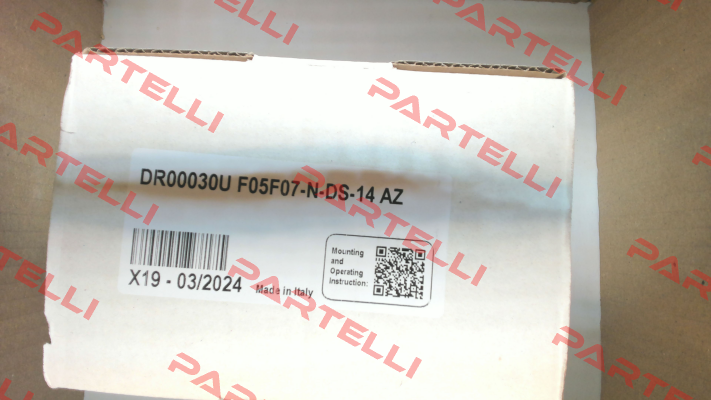 DR00030U F05F07-N-DS-14 AZ
X19 - 03/2024
Made in Italy
Mounting
and
Operating
Instruction:
PARTELLI
PARTELLI
PARTELLI
PARTELLI
PARTELLI
PARTELLI
PARTELLI
PARTELLI
PARTELLI